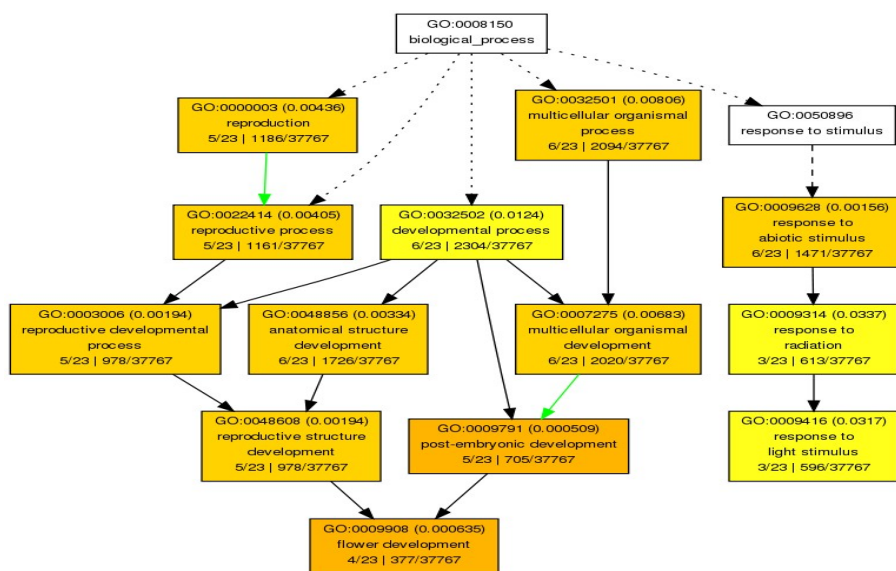 GO:0008150
biological_process
GO:0000003 (0.00436)
reproduction
5/23 | 1186/37767
GO:0032501 (0.00806)
multicellular organismal
process
6/23 | 2094/37767
GO:0050896
response to stimulus
GO:0022414 (0.00405)
reproductive process
5/23 | 1161/37767
GO:0032502 (0.0124)
developmental process
6/23 | 2304/37767
GO:0009628 (0.00156)
response to
abiotic stimulus
6/23 | 1471/37767
GO:0003006 (0.00194)
reproductive developmental
process
5/23 | 978/37767
GO:0048856 (0.00334)
anatomical structure
development
6/23 | 1726/37767
GO:0007275 (0.00683)
multicellular organismal
development
6/23 | 2020/37767
GO:0009314 (0.0337)
response to
radiation
3/23 | 613/37767
GO:0048608 (0.00194)
reproductive structure
development
5/23 | 978/37767
GO:0009791 (0.000509)
post-embryonic development
5/23 | 705/37767
GO:0009416 (0.0317)
response to
light stimulus
3/23 | 596/37767
GO:0009908 (0.000635)
flower development
4/23 | 377/37767